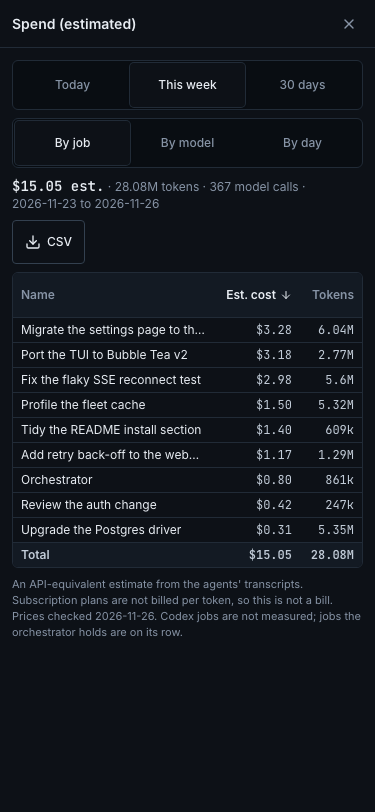 Spend (estimated)
Today This week 30 days
By job By model By day
$15.05 est. · 28.08M tokens · 367 model calls ·
2026-11-23 to 2026-11-26
CSV
Name Est. cost ↓ Tokens
Migrate the settings page to th... $3.28 6.04M
Port the TUI to Bubble Tea v2 $3.18 2.77M
Fix the flaky SSE reconnect test $2.98 5.6M
Profile the fleet cache $1.50 5.32M
Tidy the README install section $1.40 609k
Add retry back-off to the web... $1.17 1.29M
Orchestrator $0.80 861k
Review the auth change $0.42 247k
Upgrade the Postgres driver $0.31 5.35M
Total $15.05 28.08M
An API-equivalent estimate from the agents' transcripts.
Subscription plans are not billed per token, so this is not a bill.
Prices checked 2026-11-26. Codex jobs are not measured; jobs the
orchestrator holds are on its row.